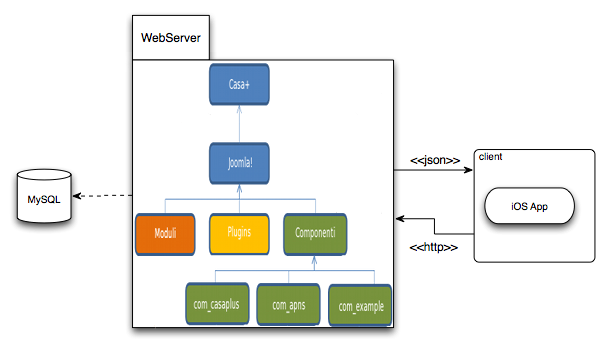 WebServer
Casa+
Joomla!
Moduli
Plugins
Componenti
com_casaplus
com_apns
com_example
MySQL
<<json>>
<<http>>
client
iOS App